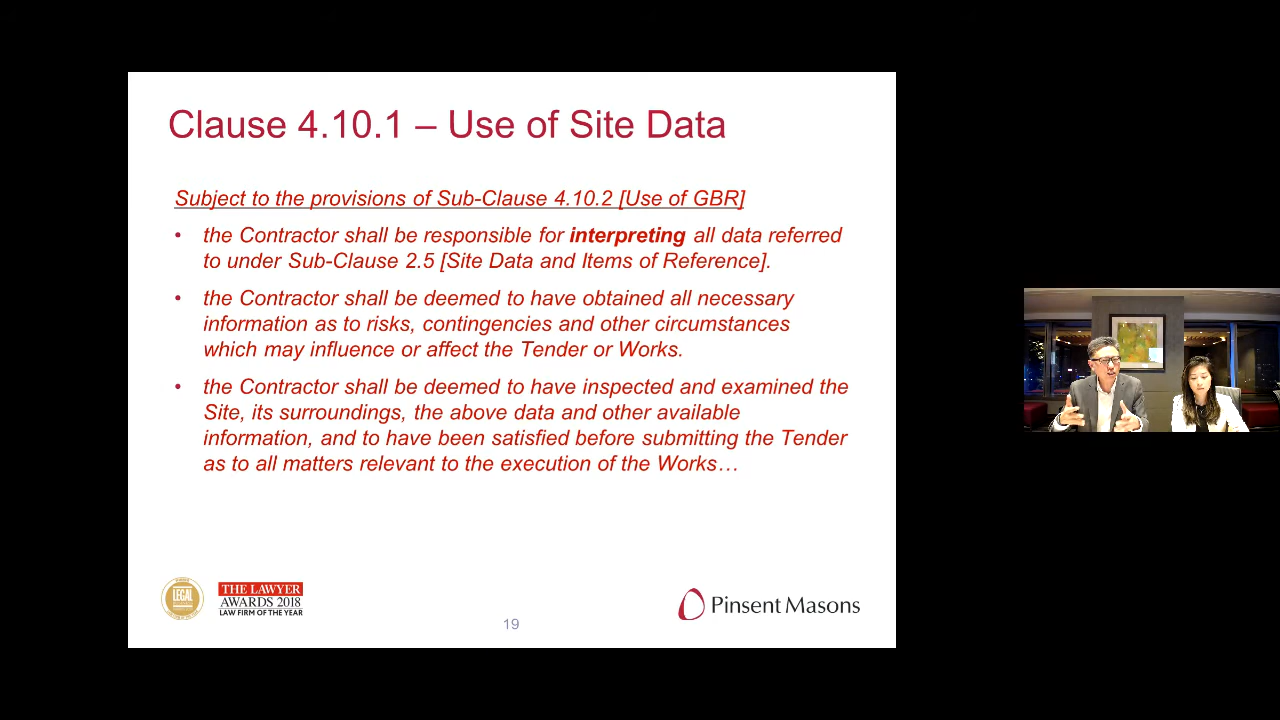 Clause 4.10.1 – Use of Site Data
Subject to the provisions of Sub-Clause 4.10.2 [Use of GBR]
• the Contractor shall be responsible for interpreting all data referred
to under Sub-Clause 2.5 [Site Data and Items of Reference].
• the Contractor shall be deemed to have obtained all necessary
information as to risks, contingencies and other circumstances
which may influence or affect the Tender or Works.
• the Contractor shall be deemed to have inspected and examined the
Site, its surroundings, the above data and other available
information, and to have been satisfied before submitting the Tender
as to all matters relevant to the execution of the Works…
LEGAL
THE LAWYER
AWARDS 2018
LAW FIRM OF THE YEAR
Pinsent Masons
19